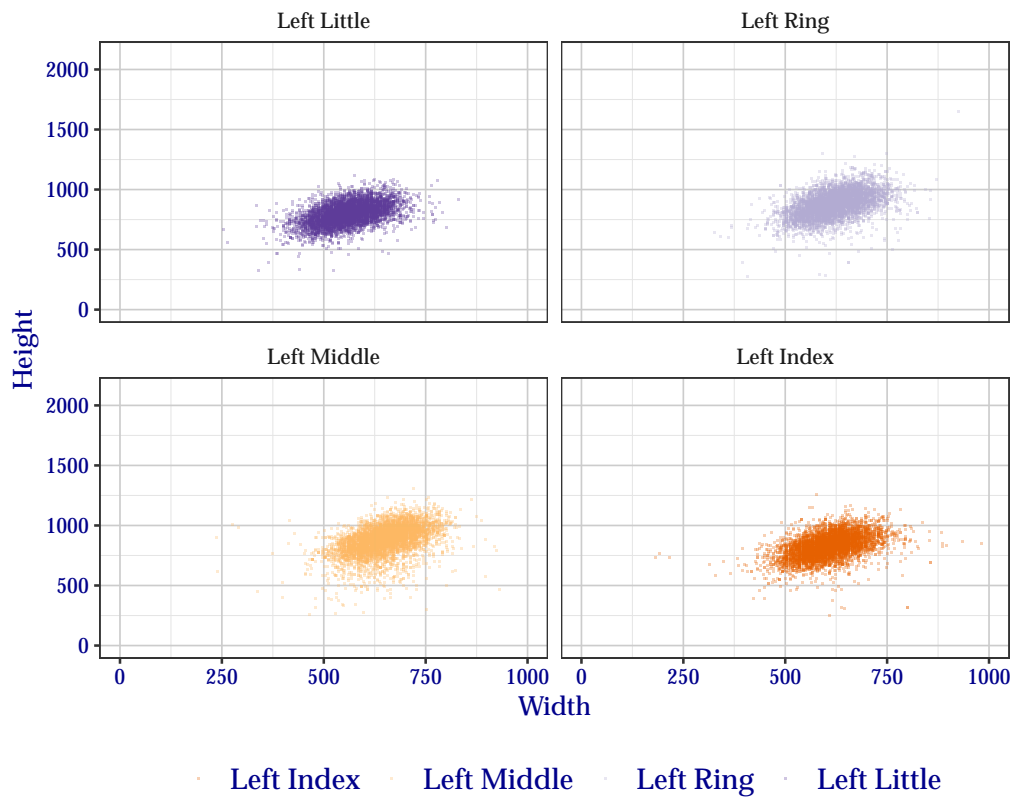 Left Little
Left Ring
2000
1500
1000
500
0
Height
Left Middle
Left Index
2000
1500
1000
500
0
0 250 500 750 1000 0 250 500 750 1000
Width
Left Index Left Middle Left Ring Left Little